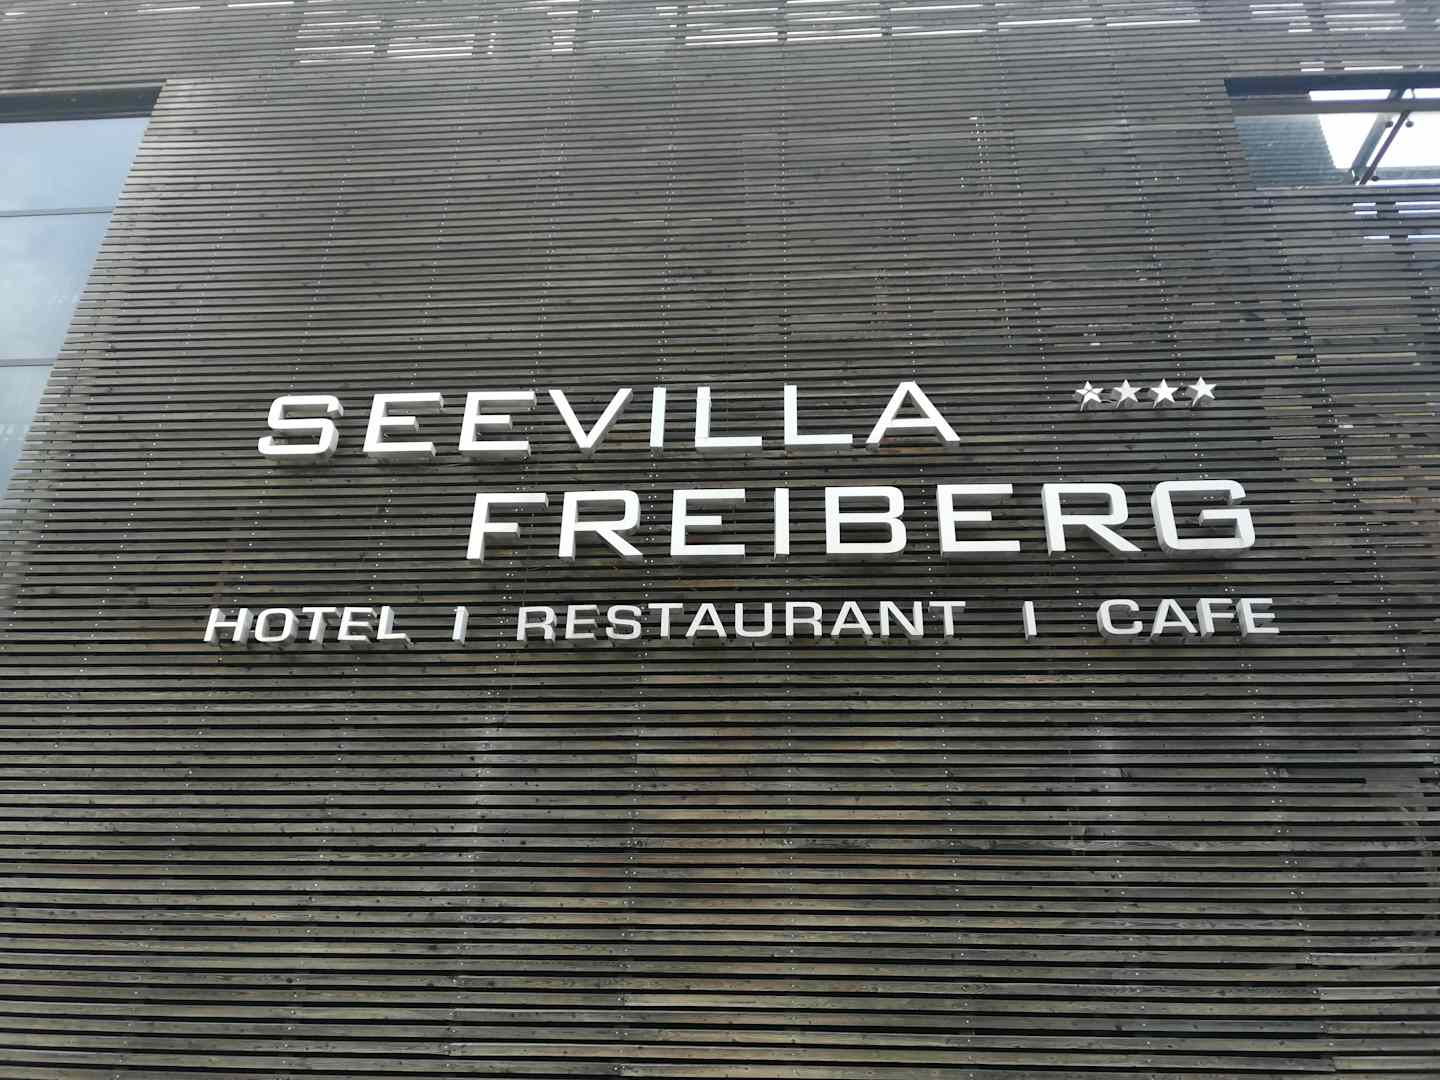 SEEVILLA ****
FREIBERG
HOTEL I RESTAURANT I CAFE